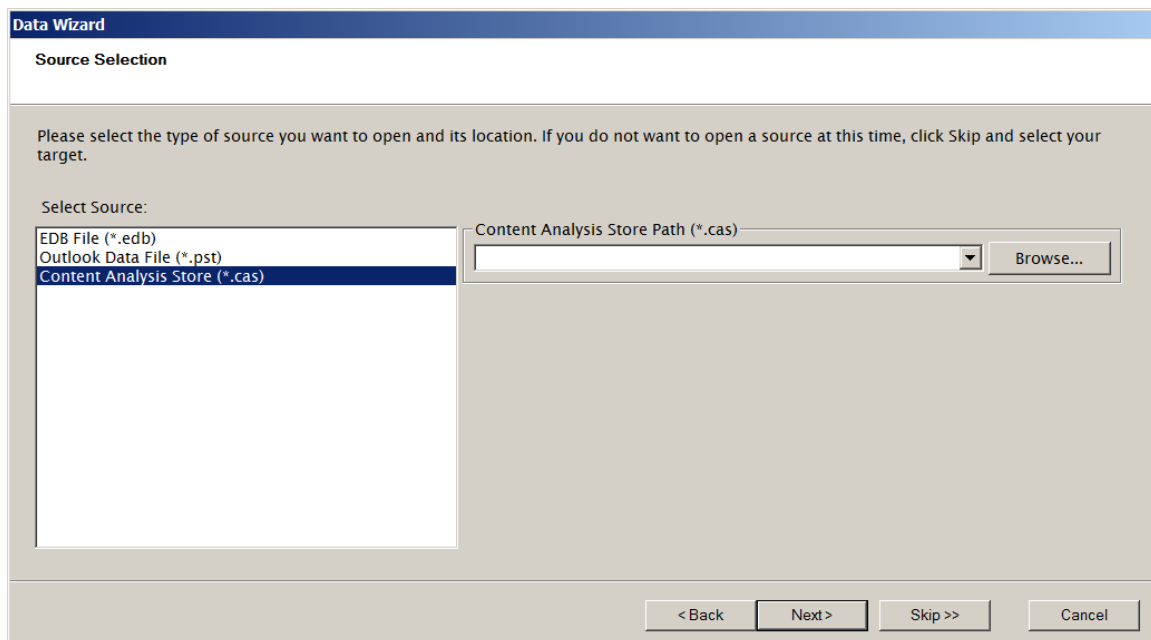 Data Wizard
Source Selection
Please select the type of source you want to open and its location. If you do not want to open a source at this time, click Skip and select your
target.
Select Source:
EDB File (*.edb)
Outlook Data File (*.pst)
Content Analysis Store (*.cas)
Content Analysis Store Path (*.cas)
Browse...
< Back
Next >
Skip >>
Cancel